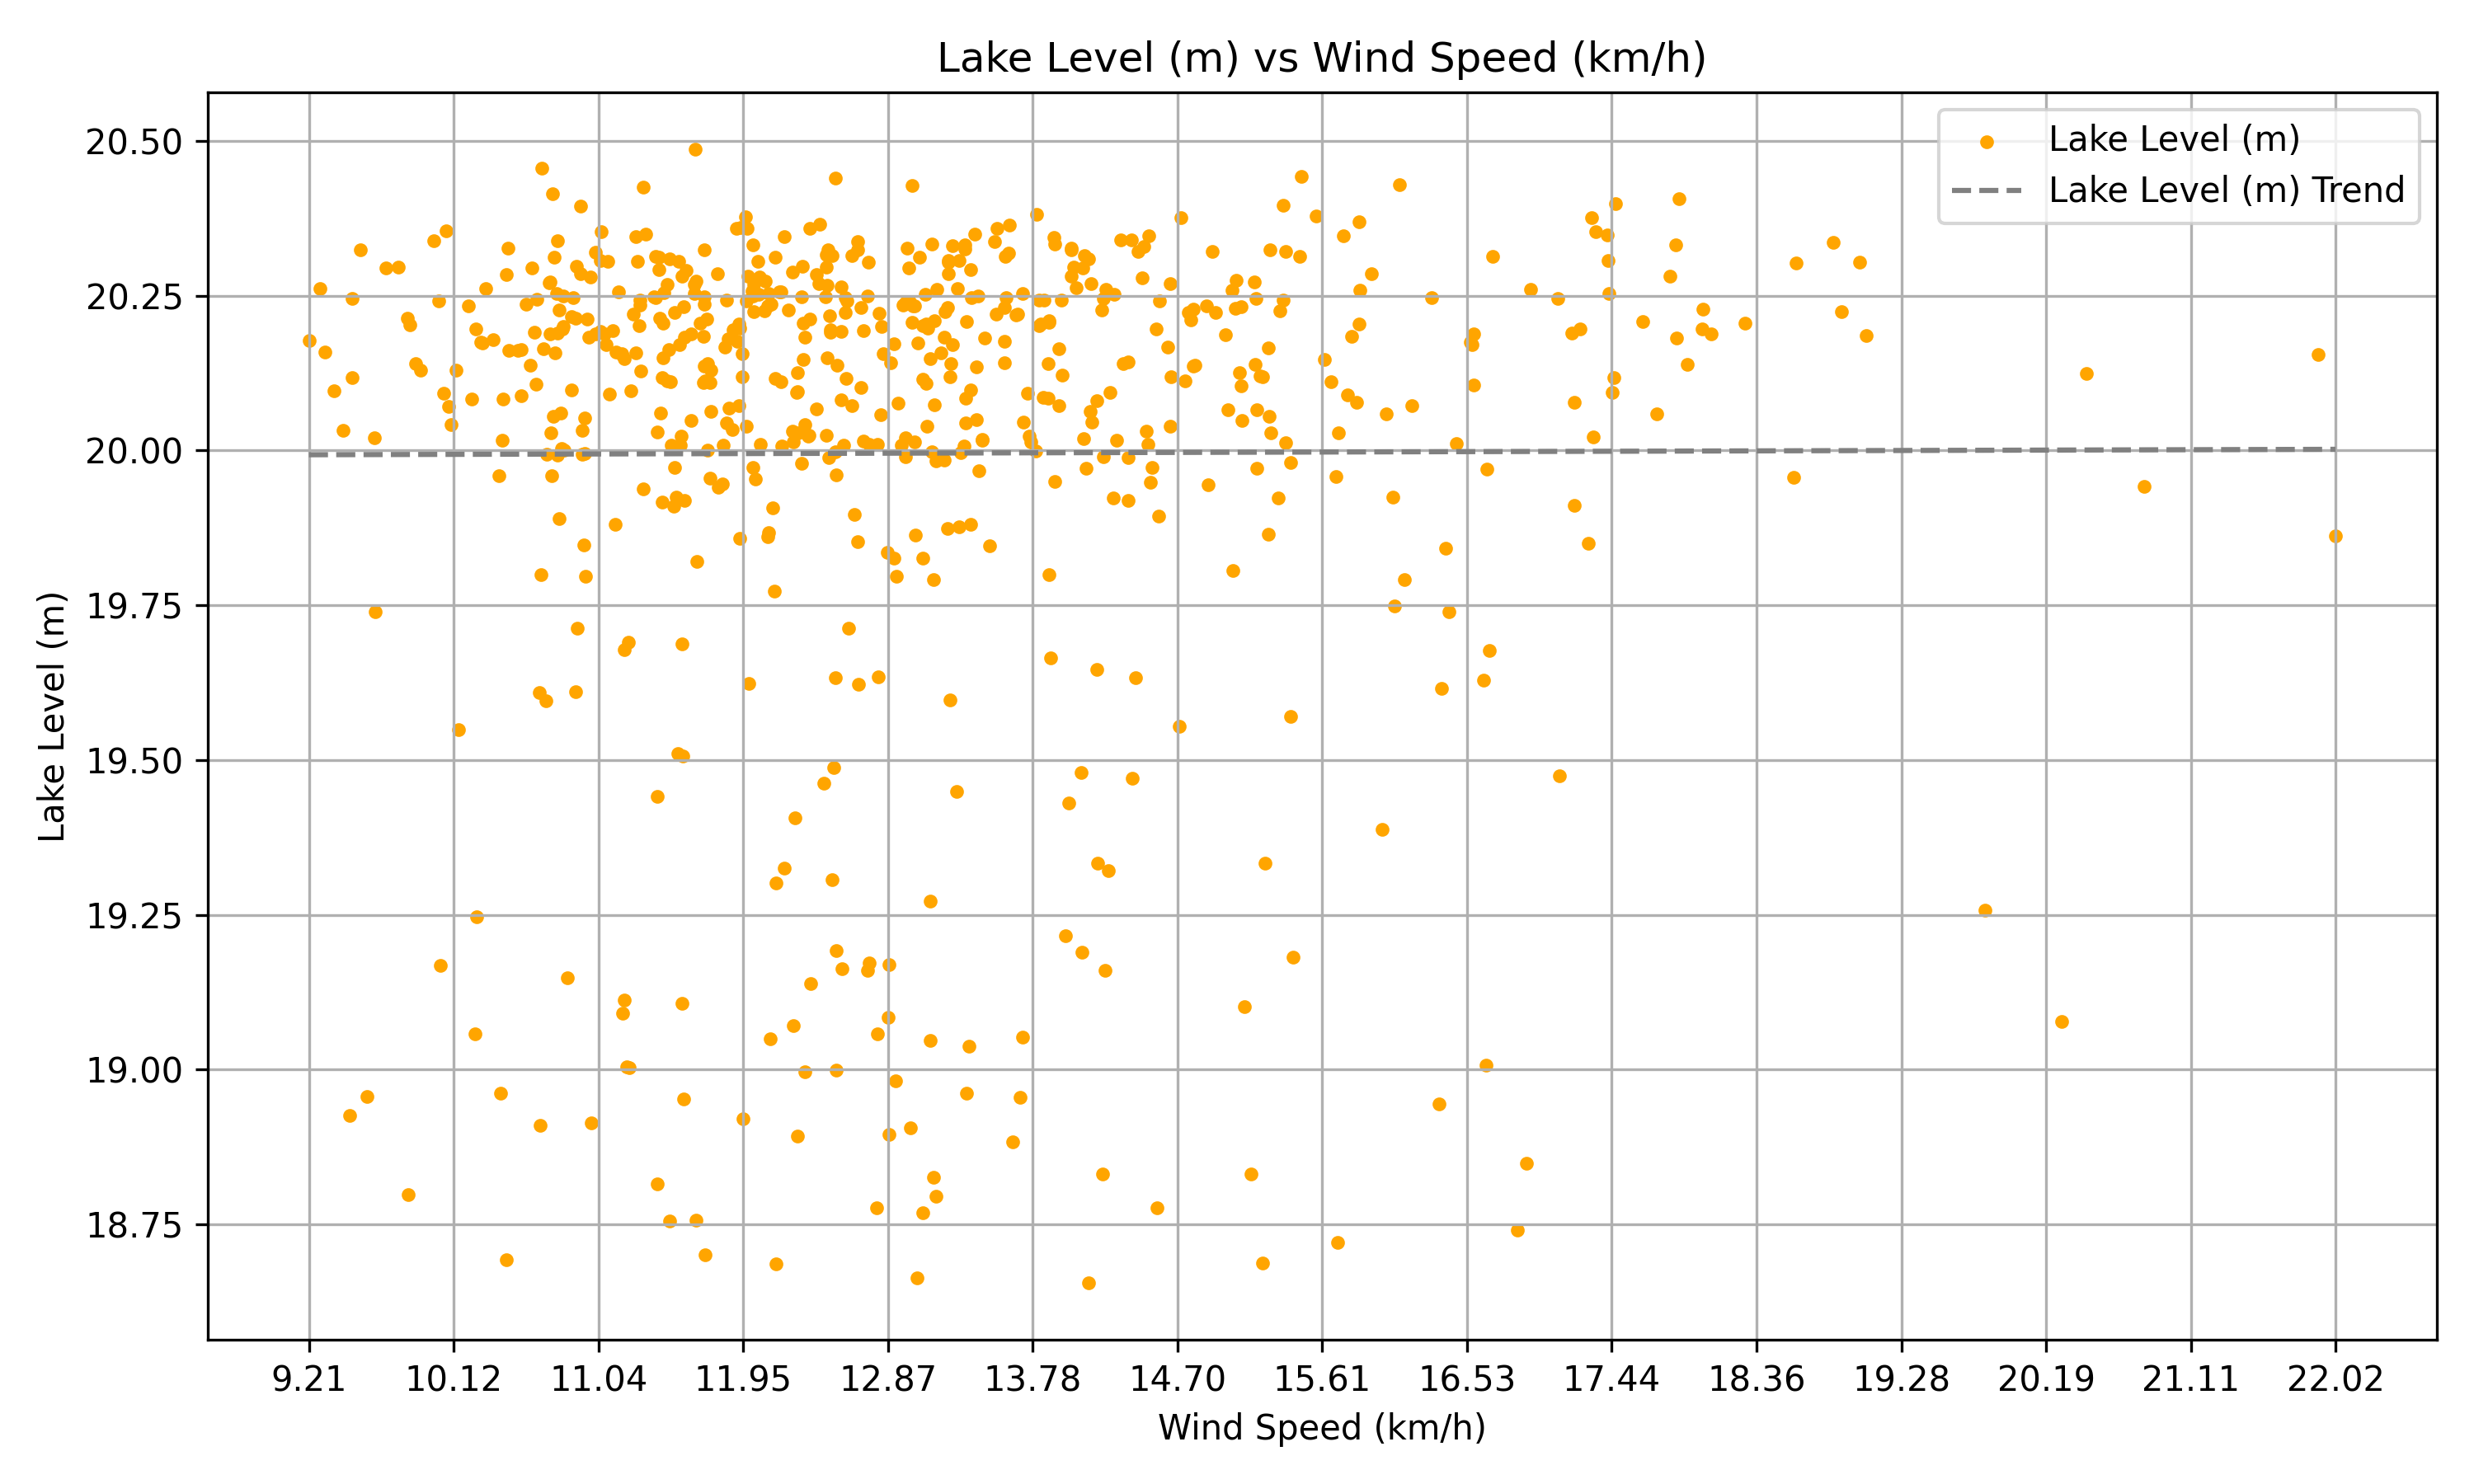 Lake Level (m) vs Wind Speed (km/h)
Lake Level (m)
Lake Level (m) Trend
Lake Level (m)
20.50
20.25
20.00
19.75
19.50
19.25
19.00
18.75
9.21 10.12 11.04 11.95 12.87 13.78 14.70 15.61 16.53 17.44 18.36 19.28 20.19 21.11 22.02
Wind Speed (km/h)